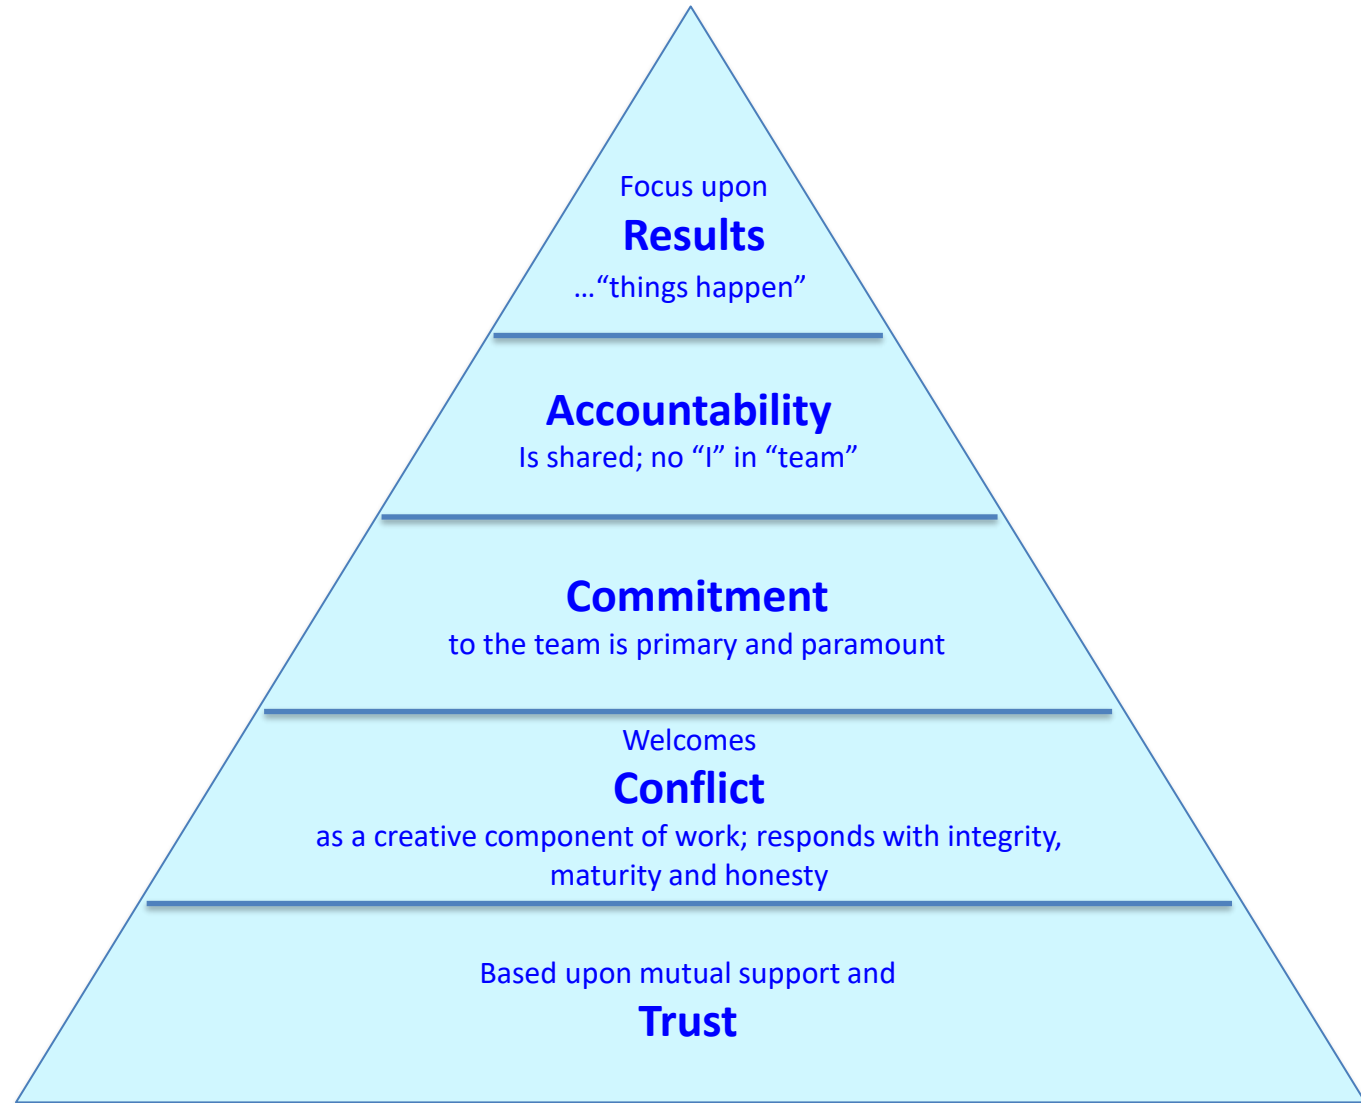 Focus upon
Results
…“things happen”
Accountability
Is shared; no “I” in “team”
Commitment
to the team is primary and paramount
Welcomes
Conflict
as a creative component of work; responds with integrity,
maturity and honesty
Based upon mutual support and
Trust